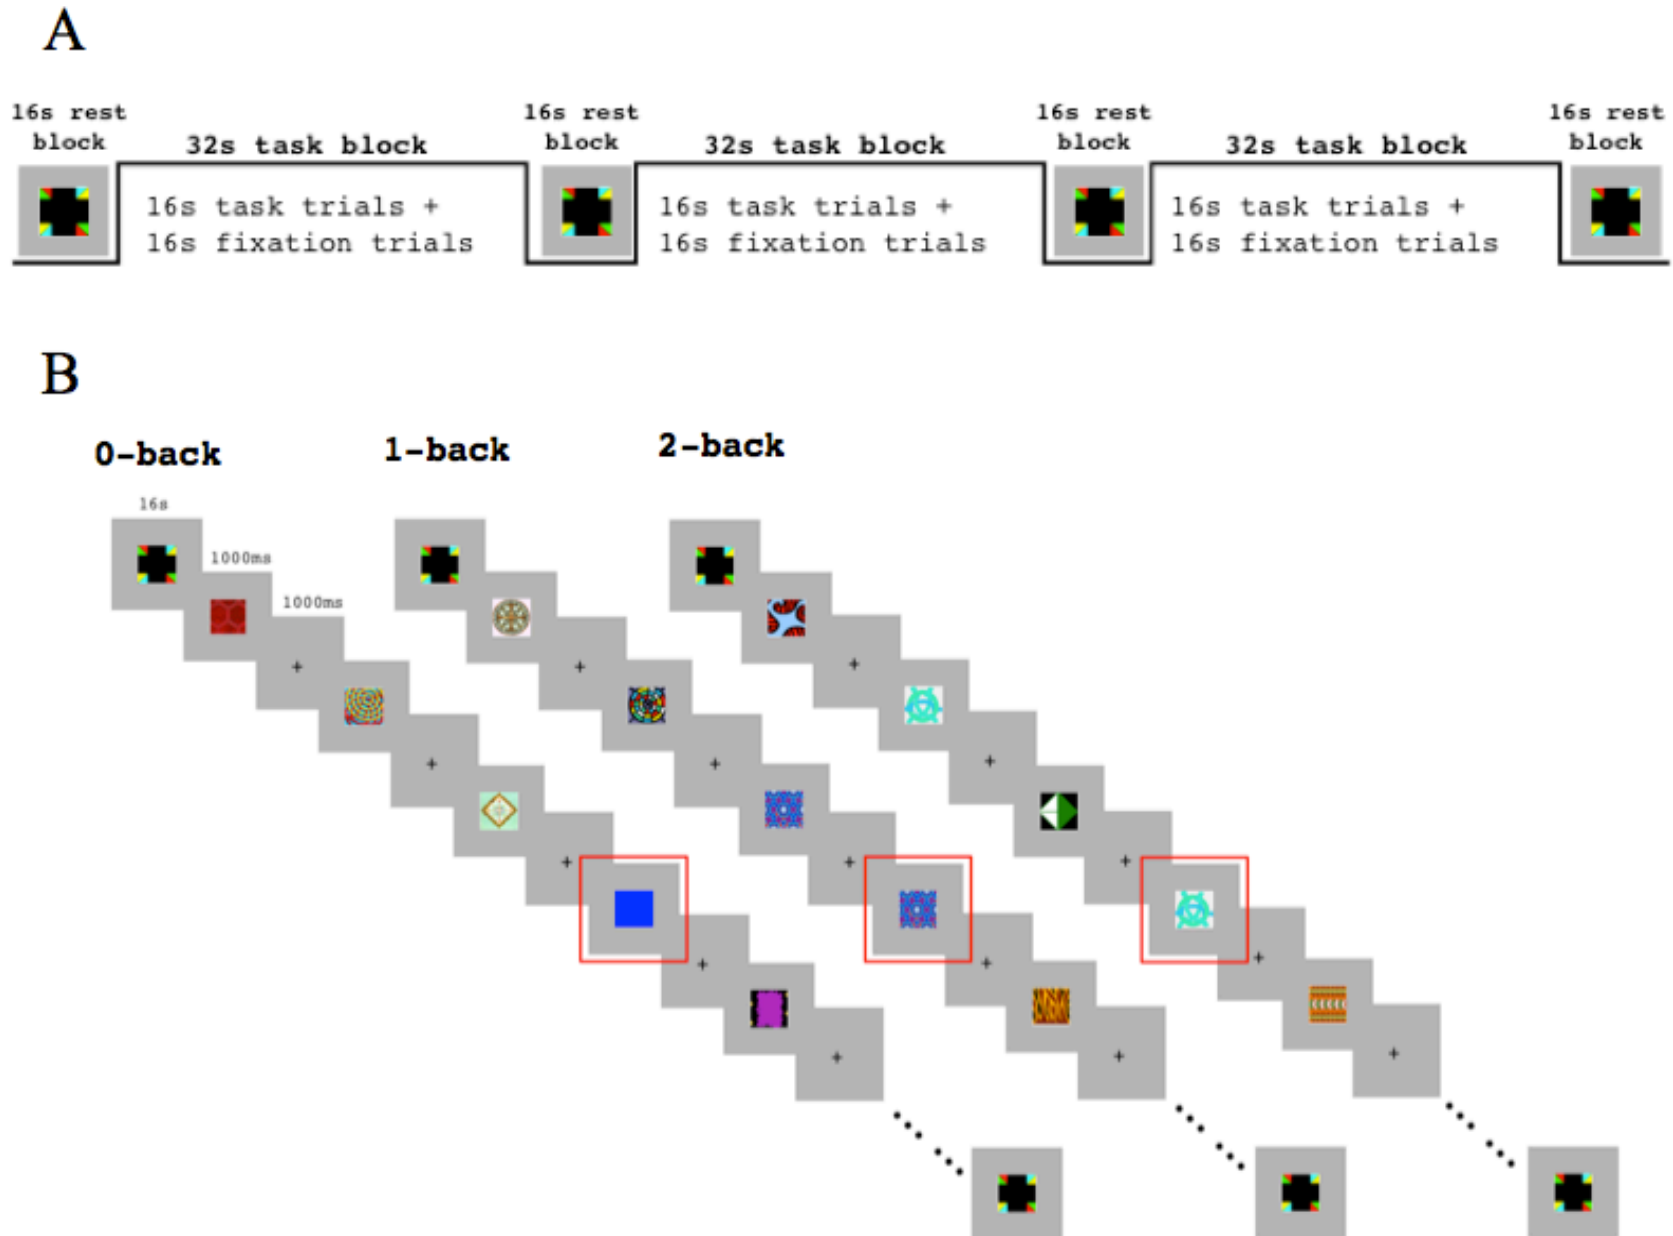 A
16s rest
block
32s task block
16s rest
block
32s task block
16s rest
block
32s task block
16s rest
block
16s task trials +
16s fixation trials
16s task trials +
16s fixation trials
16s task trials +
16s fixation trials
B
0-back
1-back
2-back
16s
1000ms
1000ms